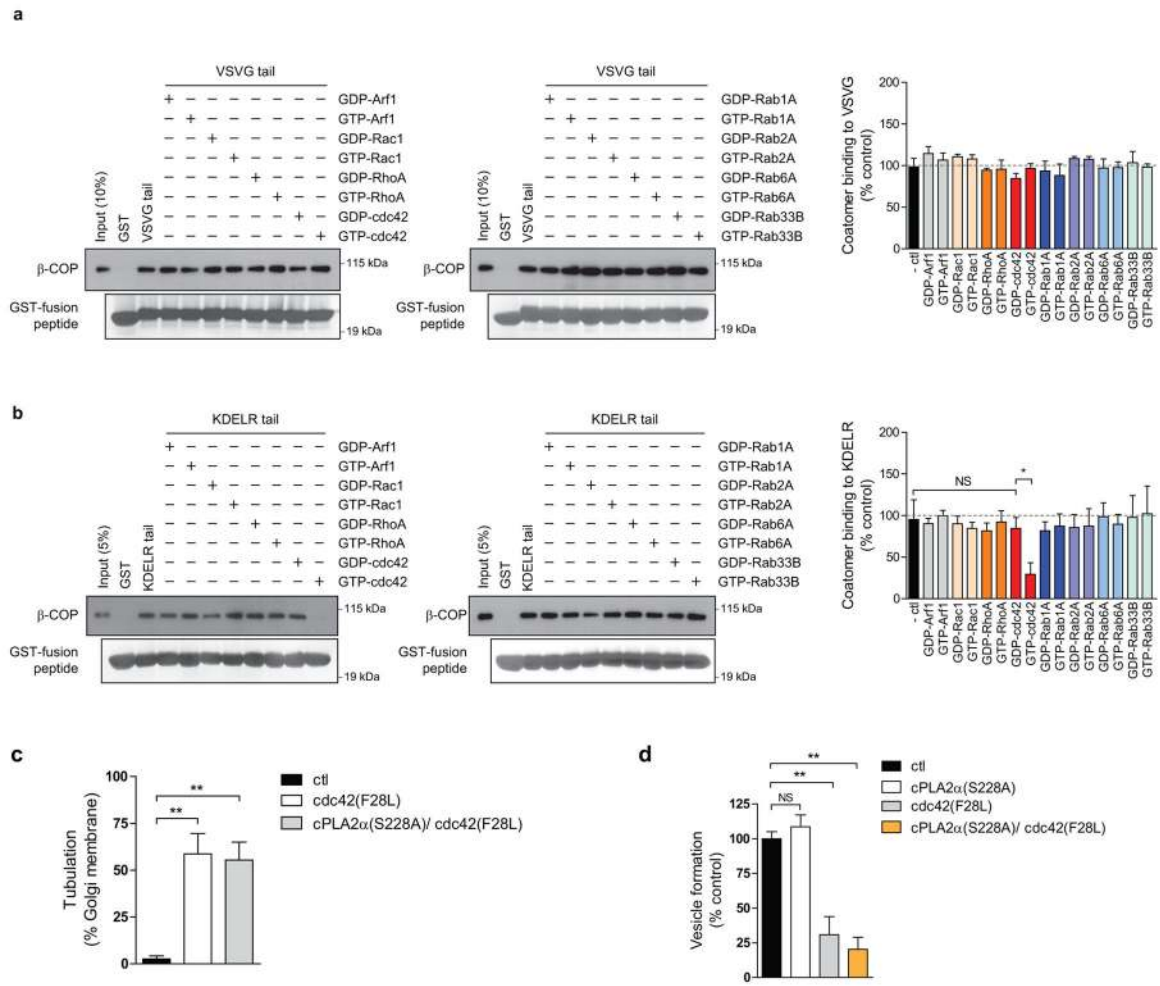 a
VSVG tail
+ − − − − − − − GDP-Arf1
− + − − − − − − GTP-Arf1
− − + − − − − − GDP-Rac1
− − − + − − − − GTP-Rac1
− − − − + − − − GDP-RhoA
− − − − − + − − GTP-RhoA
− − − − − − + − GDP-cdc42
− − − − − − − + GTP-cdc42
Input (10%)
GST
VSVG tail
β-COP
115 kDa
GST-fusion
peptide
19 kDa
VSVG tail
+ − − − − − − − GDP-Rab1A
− + − − − − − − GTP-Rab1A
− − + − − − − − GDP-Rab2A
− − − + − − − − GTP-Rab2A
− − − − + − − − GDP-Rab6A
− − − − − + − − GTP-Rab6A
− − − − − − + − GDP-Rab33B
− − − − − − − + GTP-Rab33B
Input (10%)
GST
VSVG tail
β-COP
115 kDa
GST-fusion
peptide
19 kDa
Coatomer binding to VSVG
(% control)
200
150
100
50
0
- ctl
GDP-Arf1
GTP-Arf1
GDP-Rac1
GTP-Rac1
GDP-RhoA
GTP-RhoA
GDP-cdc42
GTP-cdc42
GDP-Rab1A
GTP-Rab1A
GDP-Rab2A
GTP-Rab2A
GDP-Rab6A
GTP-Rab6A
GDP-Rab33B
GTP-Rab33B
b
KDELR tail
+ − − − − − − − GDP-Arf1
− + − − − − − − GTP-Arf1
− − + − − − − − GDP-Rac1
− − − + − − − − GTP-Rac1
− − − − + − − − GDP-RhoA
− − − − − + − − GTP-RhoA
− − − − − − + − GDP-cdc42
− − − − − − − + GTP-cdc42
Input (5%)
GST
KDELR tail
β-COP
115 kDa
GST-fusion
peptide
19 kDa
KDELR tail
+ − − − − − − − GDP-Rab1A
− + − − − − − − GTP-Rab1A
− − + − − − − − GDP-Rab2A
− − − + − − − − GTP-Rab2A
− − − − + − − − GDP-Rab6A
− − − − − + − − GTP-Rab6A
− − − − − − + − GDP-Rab33B
− − − − − − − + GTP-Rab33B
Input (5%)
GST
KDELR tail
β-COP
115 kDa
GST-fusion
peptide
19 kDa
Coatomer binding to KDELR
(% control)
200
150
100
50
0
NS
*
- ctl
GDP-Arf1
GTP-Arf1
GDP-Rac1
GTP-Rac1
GDP-RhoA
GTP-RhoA
GDP-cdc42
GTP-cdc42
GDP-Rab1A
GTP-Rab1A
GDP-Rab2A
GTP-Rab2A
GDP-Rab6A
GTP-Rab6A
GDP-Rab33B
GTP-Rab33B
c
Tubulation
(% Golgi membrane)
100
75
50
25
0
**
**
ctl
cdc42(F28L)
cPLA2α(S228A)/ cdc42(F28L)
d
Vesicle formation
(% control)
125
100
75
50
25
0
**
**
NS
ctl
cPLA2α(S228A)
cdc42(F28L)
cPLA2α(S228A)/ cdc42(F28L)